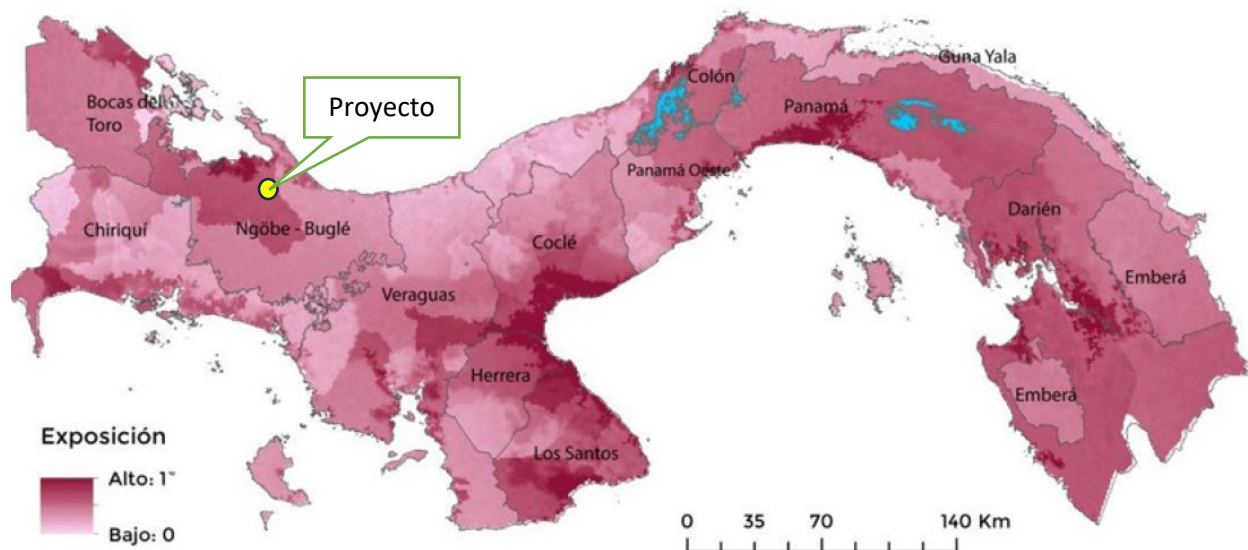 Guna Yala
Colón
Bocas del
Toro
Proyecto
Panamá
Panamá Oeste
Darién
Chiriquí
Ngöbe - Buglé
Coclé
Emberá
Veraguas
Herrera
Emberá
Los Santos
Exposición
Alto: 1
Bajo: 0
0 35 70 140 Km